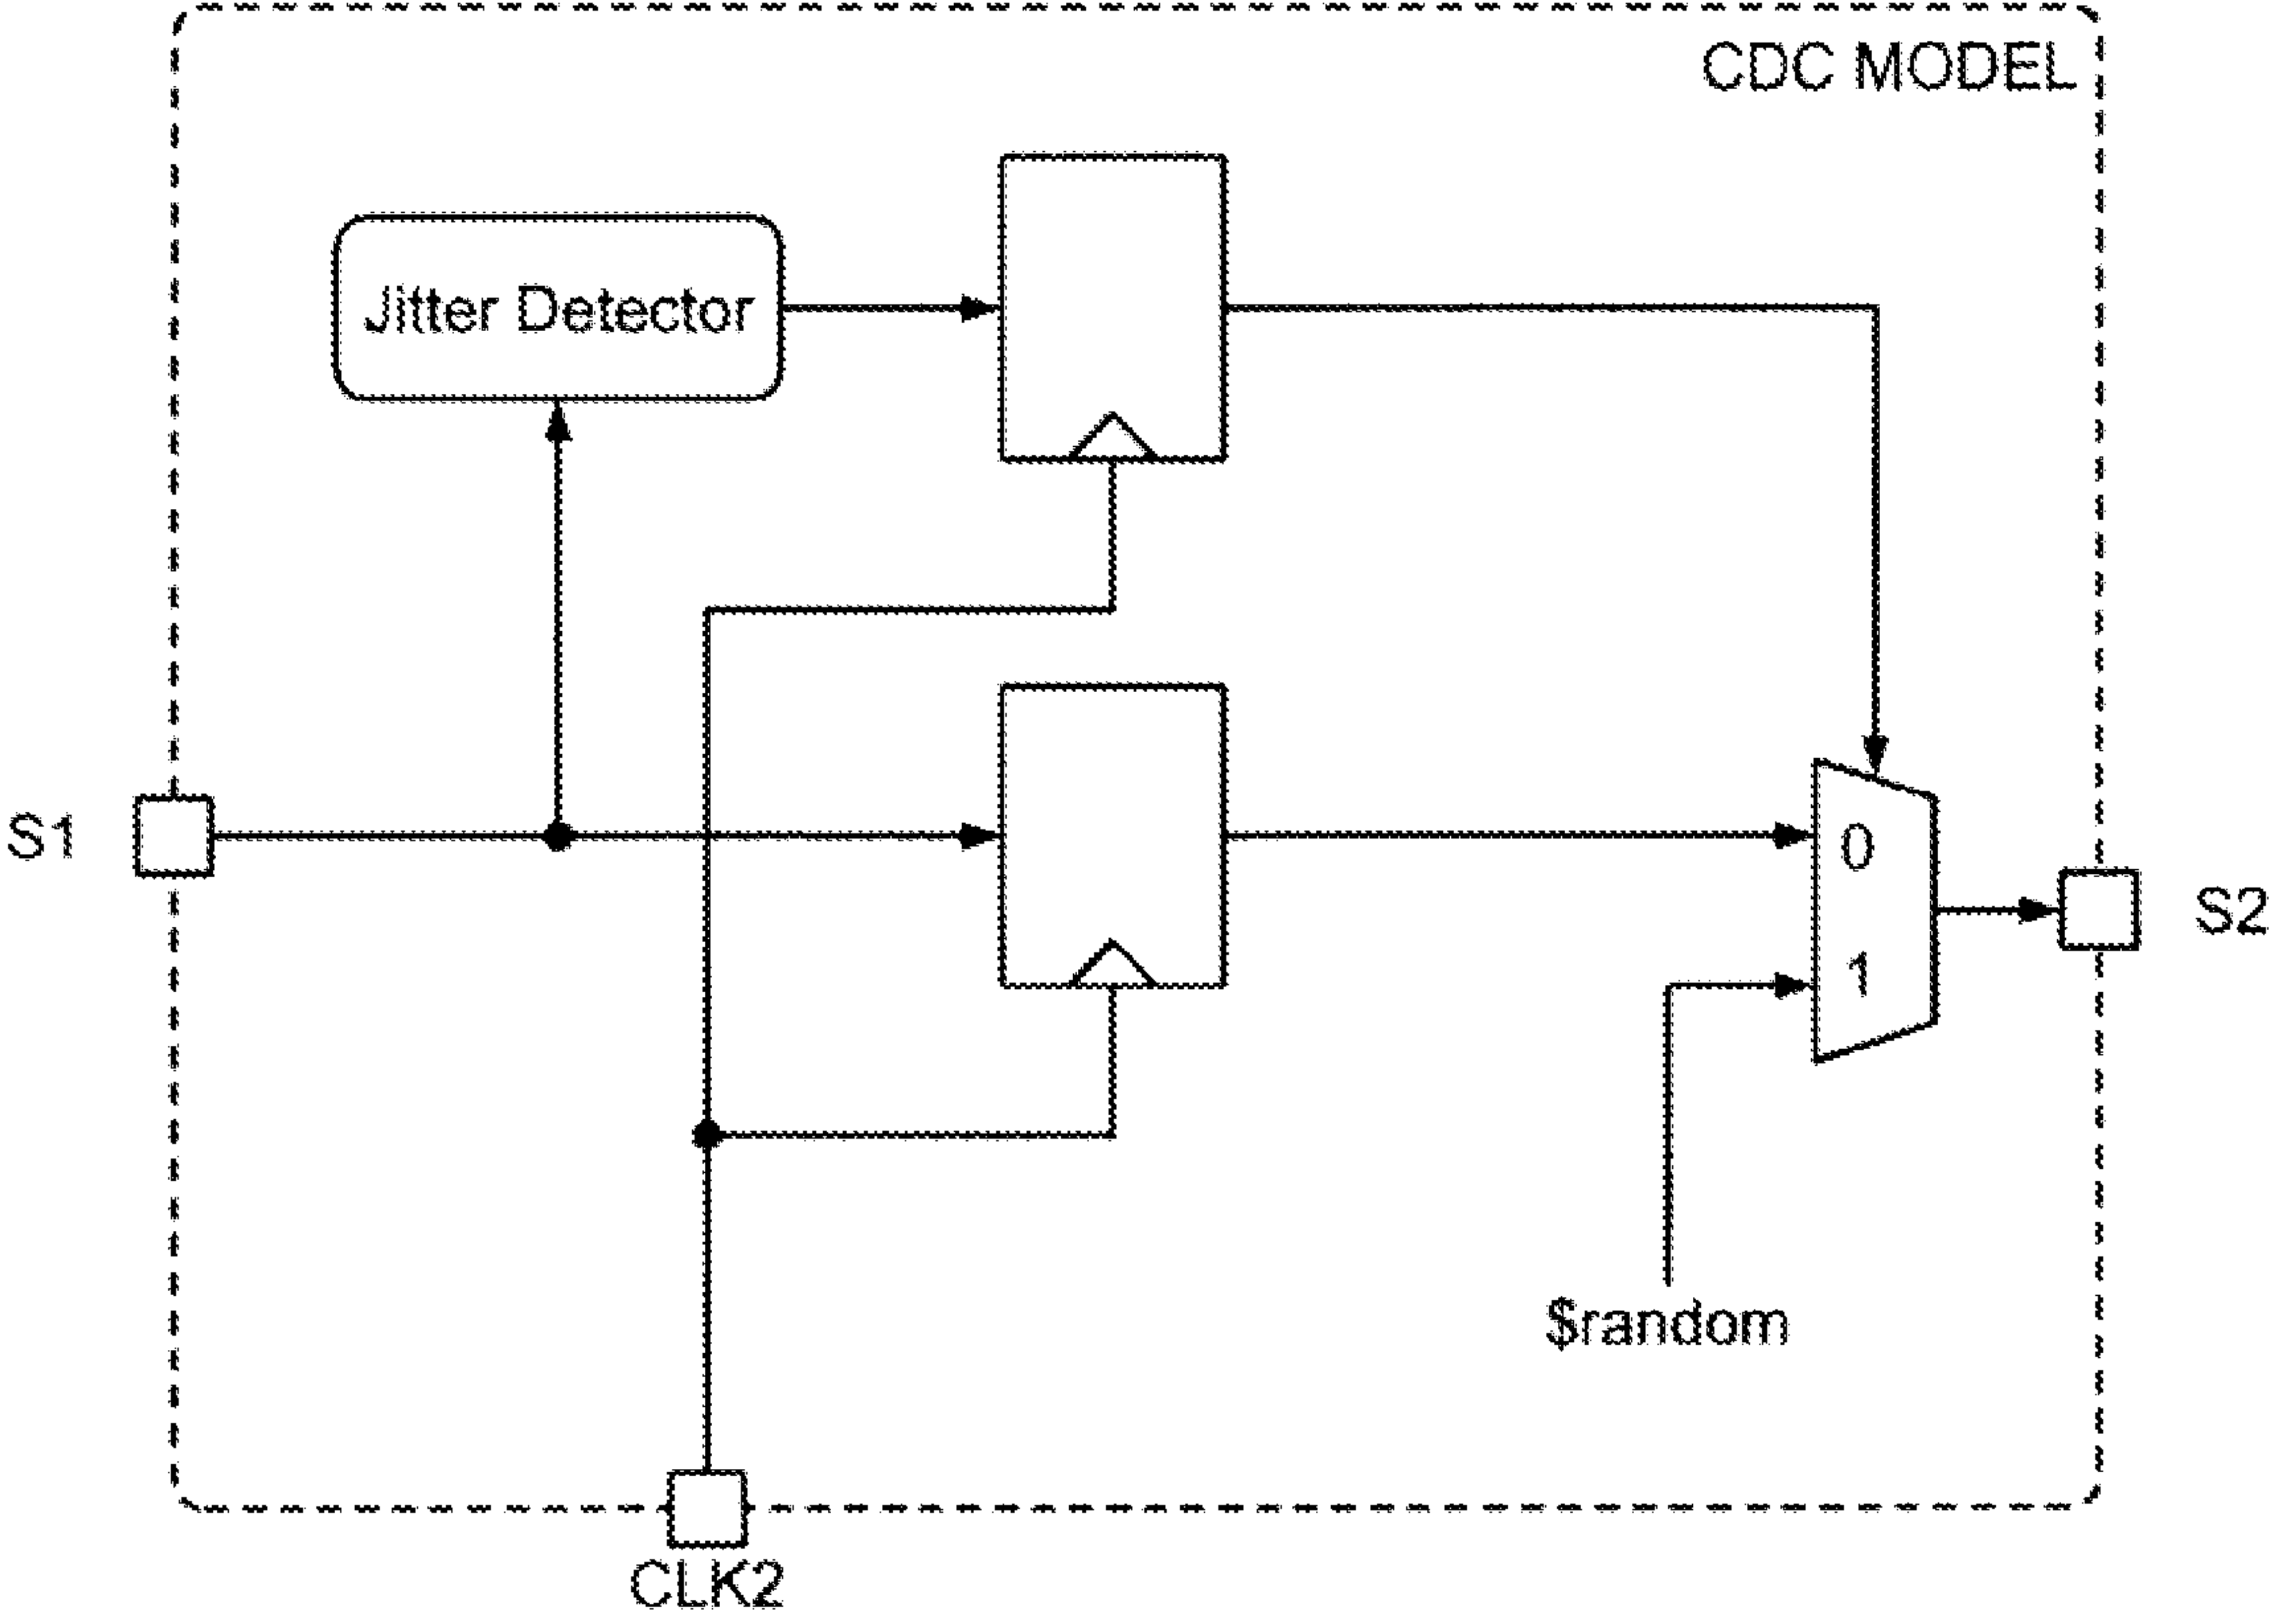 CDC MODEL
Jitter Detector
S1
0
1
S2
$random
CLK2